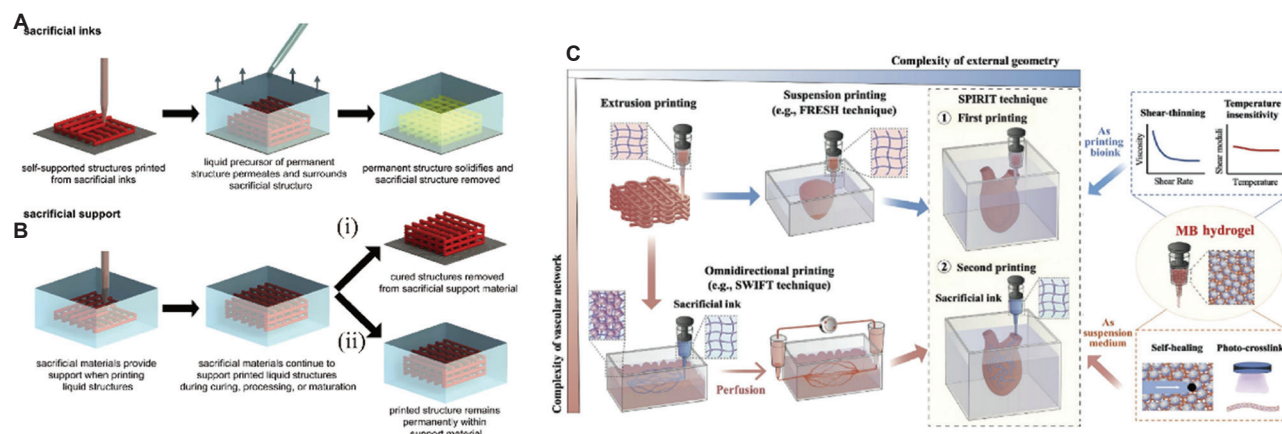 A
sacrificial inks
self-supported structures printed
from sacrificial inks
liquid precursor of permanent
structure permeates and surrounds
sacrificial structure
permanent structure solidifies and
sacrificial structure removed
sacrificial support
B
(i)
cured structures removed
from sacrificial support material
(ii)
sacrificial materials provide
support when printing
liquid structures
sacrificial materials continue to
support printed liquid structures
during curing, processing, or maturation
printed structure remains
permanently within
support material
C
Complexity of external geometry
Complexity of vascular network
Extrusion printing
Suspension printing
(e.g., FRESH technique)
SPIRIT technique
1 First printing
Omnidirectional printing
(e.g., SWIFT technique)
Sacrificial ink
Perfusion
2 Second printing
Sacrificial ink
As
printing
bioink
Shear-thinning
Viscosity
Shear Rate
Temperature
insensitivity
Shear moduli
Temperature
MB hydrogel
As
suspension
medium
Self-healing
Photo-crosslink